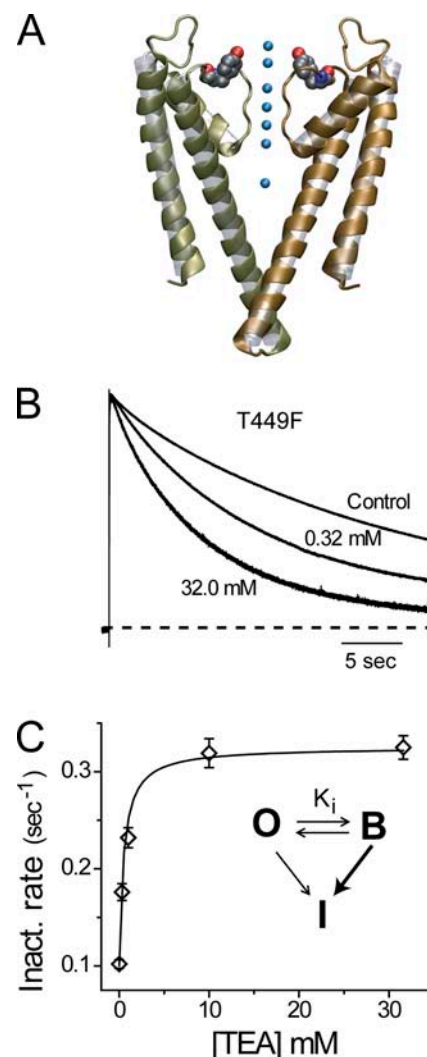 A
B
T449F
Control
0.32 mM
32.0 mM
5 sec
C
Inact. rate (sec⁻¹)
0.3
0.2
0.1
Kᵢ
O
B
I
0
10
20
30
[TEA] mM